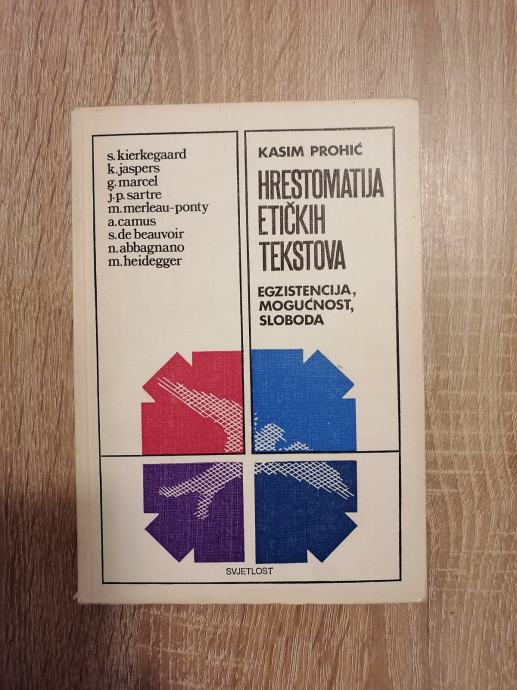 s. kierkegaard
k. jaspers
g. marcel
j.p. sartre
m. merleau-ponty
a. camus
s. de beauvoir
n. abbagnano
m. heidegger
KASIM PROHIĆ
HRESTOMATIJA
ETIČKIH
TEKSTOVA
EGZISTENCIJA,
MOGUĆNOST,
SLOBODA
SVJETLOST